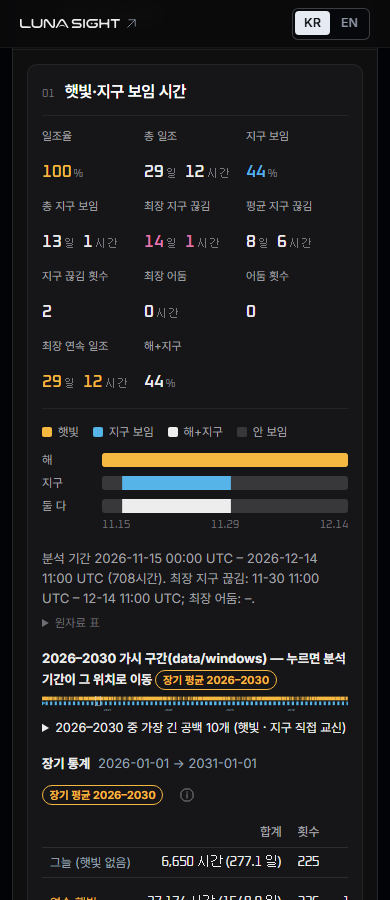 LUNA SIGHT ↗
KR EN
01 햇빛·지구 보임 시간
일조율 총 일조 지구 보임
100% 29일 12시간 44%
총 지구 보임 최장 지구 끊김 평균 지구 끊김
13일 1시간 14일 1시간 8일 6시간
지구 끊김 횟수 최장 어둠 어둠 횟수
2 0시간 0
최장 연속 일조 해+지구
29일 12시간 44%
햇빛 지구 보임 해+지구 안 보임
해
지구
둘 다
11.15 11.29 12.14
분석 기간 2026-11-15 00:00 UTC – 2026-12-14
11:00 UTC (708시간). 최장 지구 끊김: 11-30 11:00
UTC – 12-14 11:00 UTC; 최장 어둠: –.
▶ 원자료 표
2026–2030 가시 구간(data/windows) — 누르면 분석
기간이 그 위치로 이동 장기 평균 2026–2030
▶ 2026–2030 중 가장 긴 공백 10개 (햇빛 · 지구 직접 교신)
장기 통계 2026-01-01 → 2031-01-01
장기 평균 2026–2030 ⓘ
합계 횟수
그늘 (햇빛 없음) 6,650 시간 (277.1 일) 225